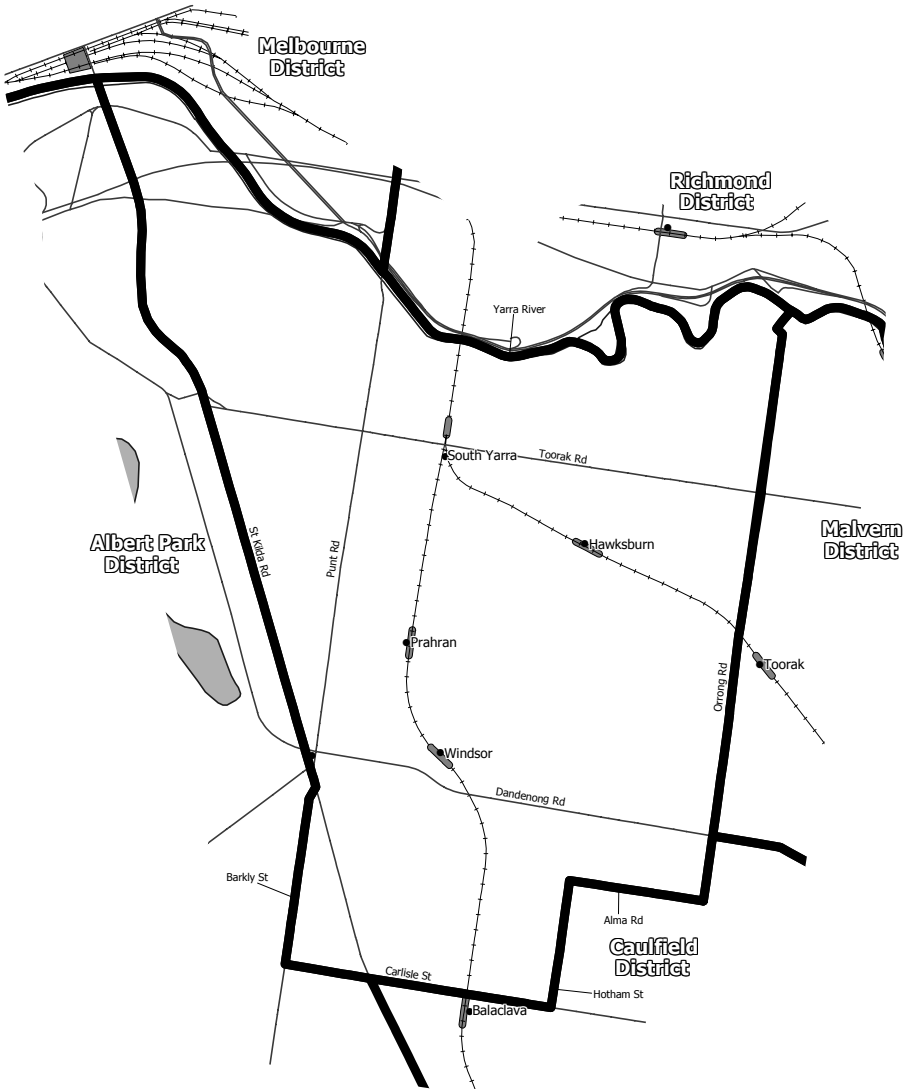 Melbourne
District
Richmond
District
Yarra River
South Yarra
Toorak Rd
Malvern
District
Albert Park
District
St Kilda Rd
Punt Rd
Hawksburn
Prahran
Toorak
Orrong Rd
Windsor
Dandenong Rd
Barkly St
Alma Rd
Caulfield
District
Carlisle St
Hotham St
Balaclava